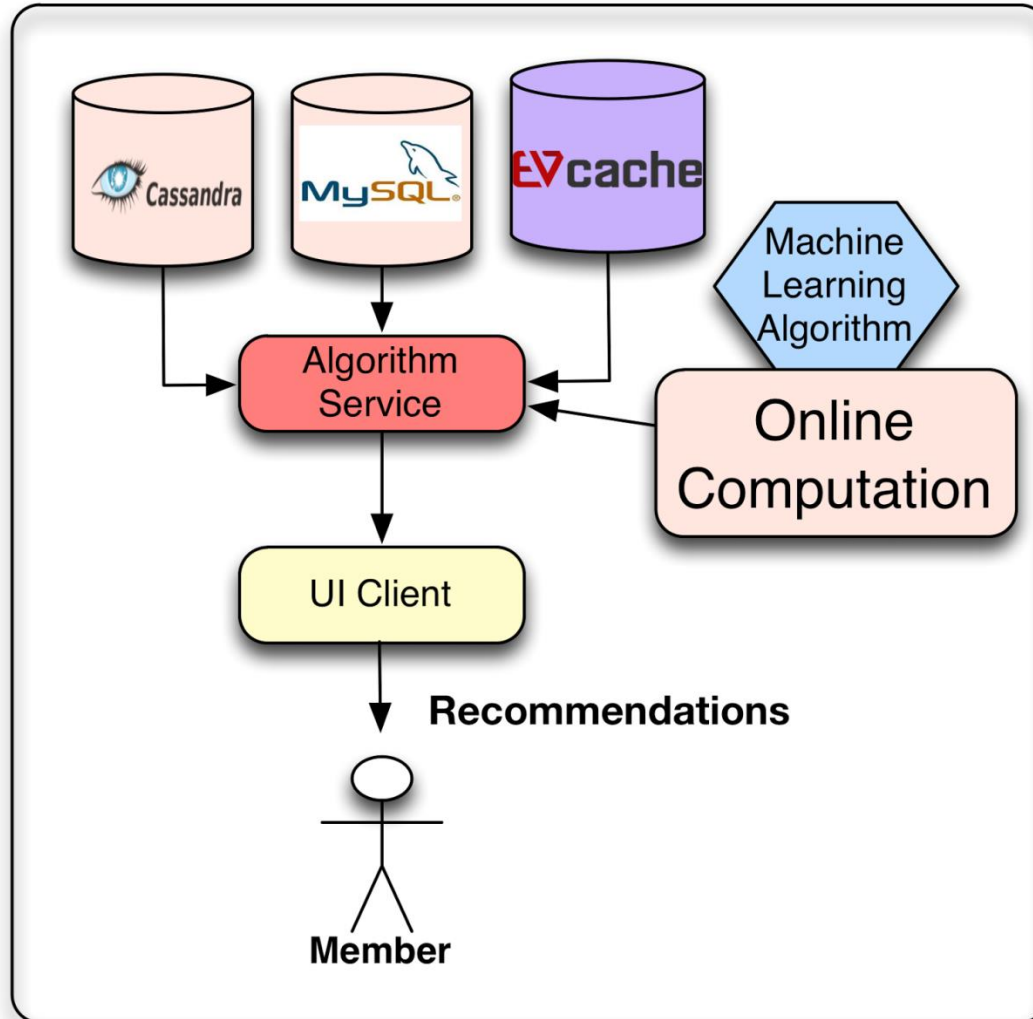 Cassandra
MySQL®
EVcache
Machine
Learning
Algorithm
Algorithm
Service
Online
Computation
UI Client
Recommendations
Member